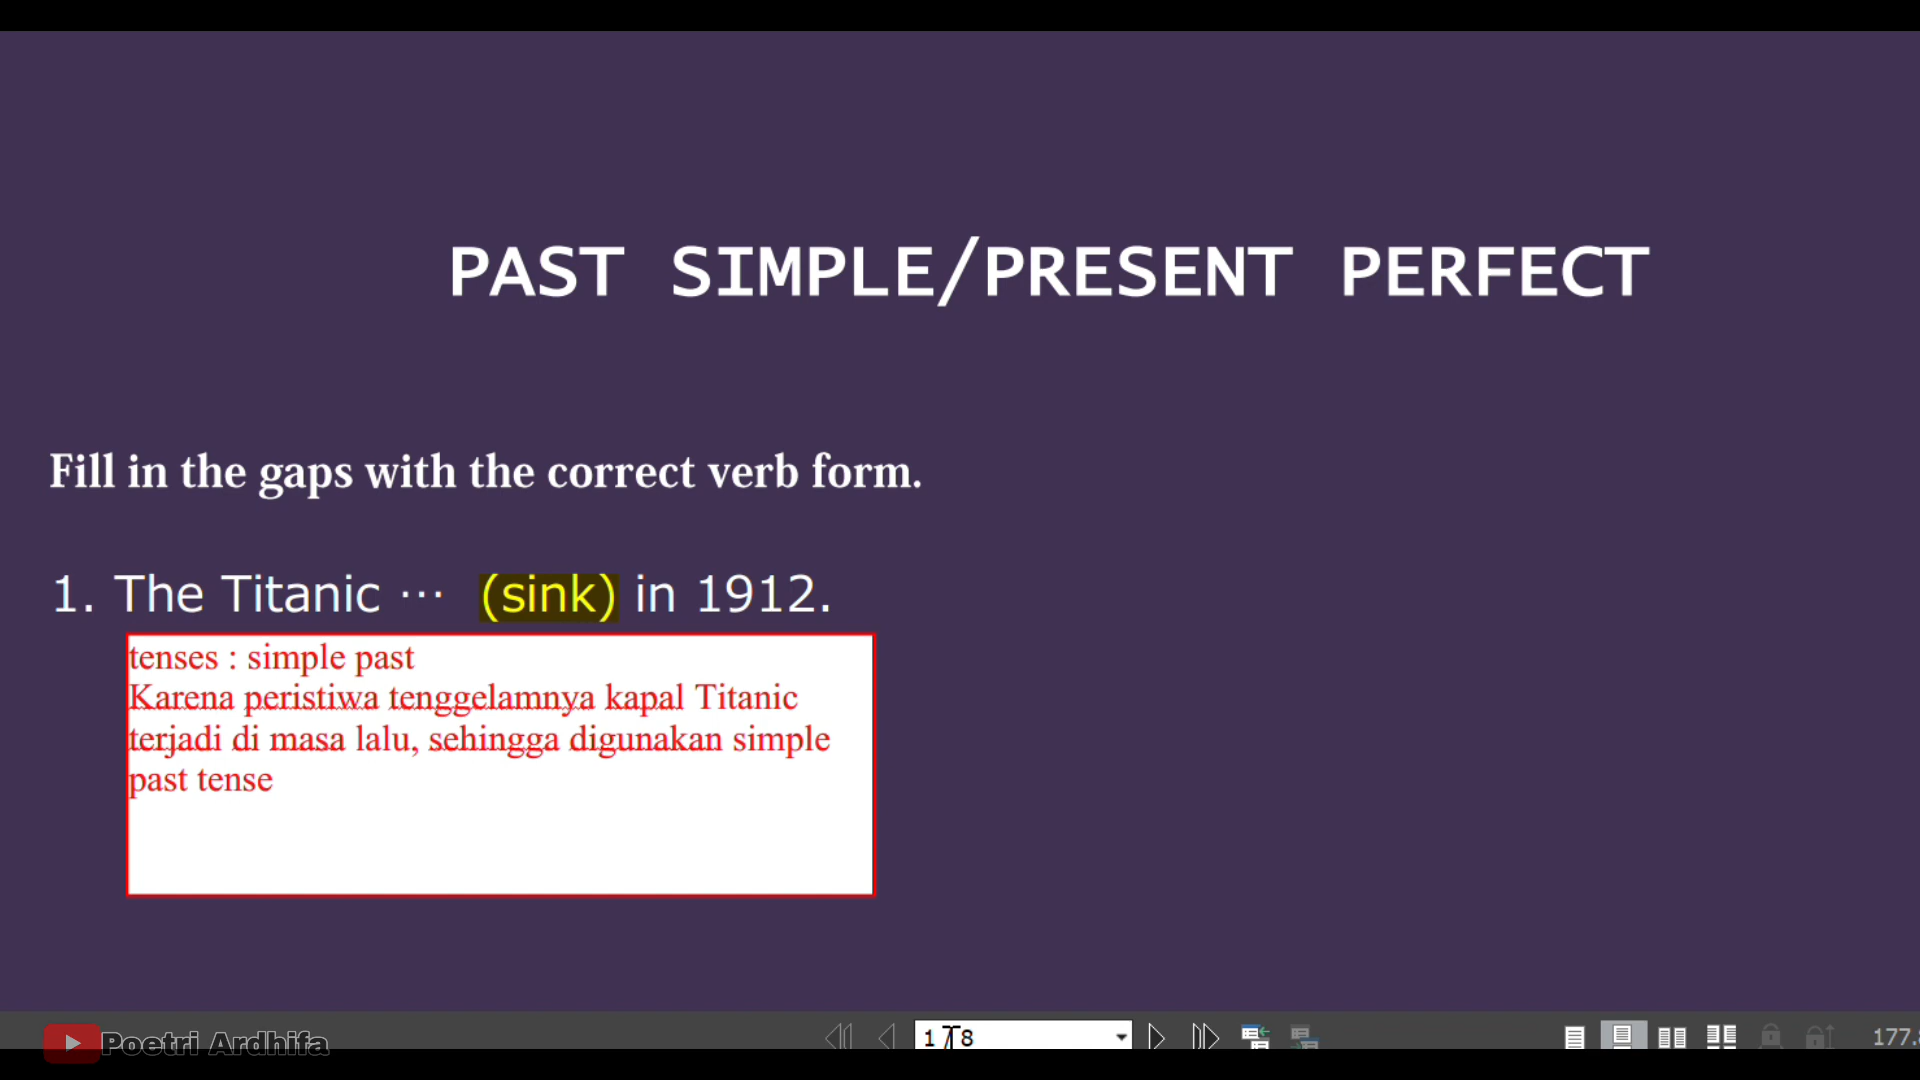 PAST SIMPLE/PRESENT PERFECT
Fill in the gaps with the correct verb form.
1. The Titanic … (sink) in 1912.
tenses : simple past
Karena peristiwa tenggelamnya kapal Titanic
terjadi di masa lalu, sehingga digunakan simple
past tense
Poetri Ardhifa
1 / 8